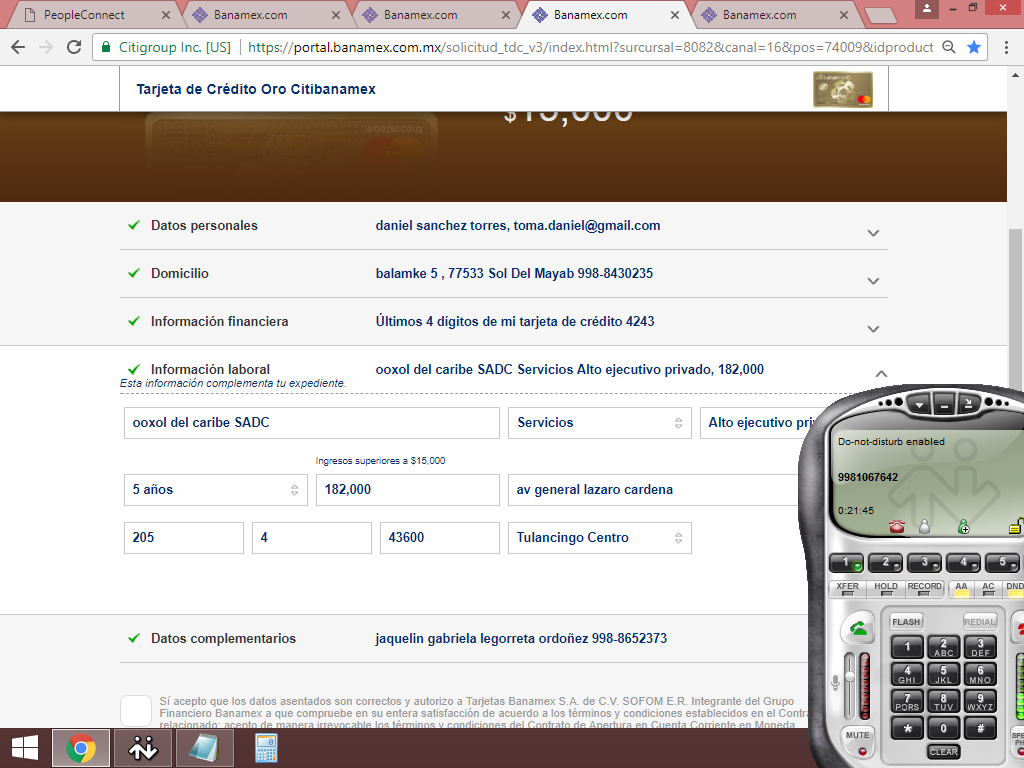 PeopleConnect
Banamex.com
Banamex.com
Banamex.com
Banamex.com
Citigroup Inc. [US]
https://portal.banamex.com.mx/solicitud_tdc_v3/index.html?surcursal=8082&canal=16&pos=74009&idproduct
Tarjeta de Crédito Oro Citibanamex
$15,000
Datos personales
daniel sanchez torres, toma.daniel@gmail.com
Domicilio
balamke 5 , 77533 Sol Del Mayab 998-8430235
Información financiera
Últimos 4 dígitos de mi tarjeta de crédito 4243
Información laboral
ooxol del caribe SADC Servicios Alto ejecutivo privado, 182,000
Esta información complementa tu expediente.
ooxol del caribe SADC
Servicios
Alto ejecutivo pri
Ingresos superiores a $15,000
5 años
182,000
av general lazaro cardena
205
4
43600
Tulancingo Centro
Datos complementarios
jaquelin gabriela legorreta ordoñez 998-8652373
Sí acepto que los datos asentados son correctos y autorizo a Tarjetas Banamex S.A. de C.V. SOFOM E.R. Integrante del Grupo
Financiero Banamex a que compruebe en su entera satisfacción de acuerdo a los términos y condiciones establecidos en el Contra
relacionado; acepto de manera irrevocable los términos y condiciones del Contrato de Apertura en Cuenta Corriente en Moneda
Do-not-disturb enabled
9981067642
0:21:45
1 2 3 4 5
XFER HOLD RECORD AA AC DND
FLASH
REDIAL
1
2 ABC
3 DEF
4 GHI
5 JKL
6 MNO
7 PQRS
8 TUV
9 WXYZ
* 0 #
MUTE
CLEAR
SPE
PH